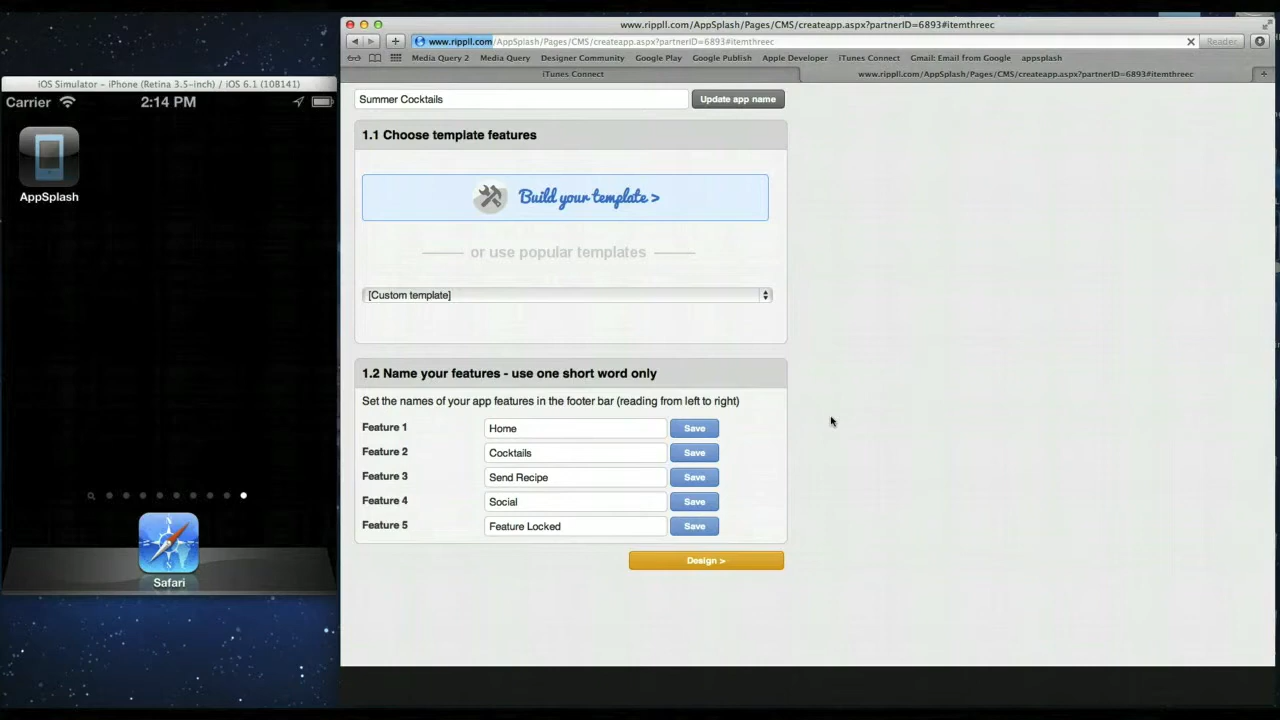 www.rippll.com/AppSplash/Pages/CMS/createapp.aspx?partnerID=6893#itemthreec
www.rippll.com/AppSplash/Pages/CMS/createapp.aspx?partnerID=6893#itemthreec
Reader
Media Query 2 Media Query Designer Community Google Play Google Publish Apple Developer iTunes Connect Gmail: Email from Google appsplash
iTunes Connect
www.rippll.com/AppSplash/Pages/CMS/createapp.aspx?partnerID=6893#itemthreec
iOS Simulator – iPhone (Retina 3.5-inch) / iOS 6.1 (10B141)
Carrier 2:14 PM
AppSplash
Safari
Summer Cocktails Update app name
1.1 Choose template features
Build your template >
or use popular templates
[Custom template]
1.2 Name your features - use one short word only
Set the names of your app features in the footer bar (reading from left to right)
Feature 1 Home Save
Feature 2 Cocktails Save
Feature 3 Send Recipe Save
Feature 4 Social Save
Feature 5 Feature Locked Save
Design >